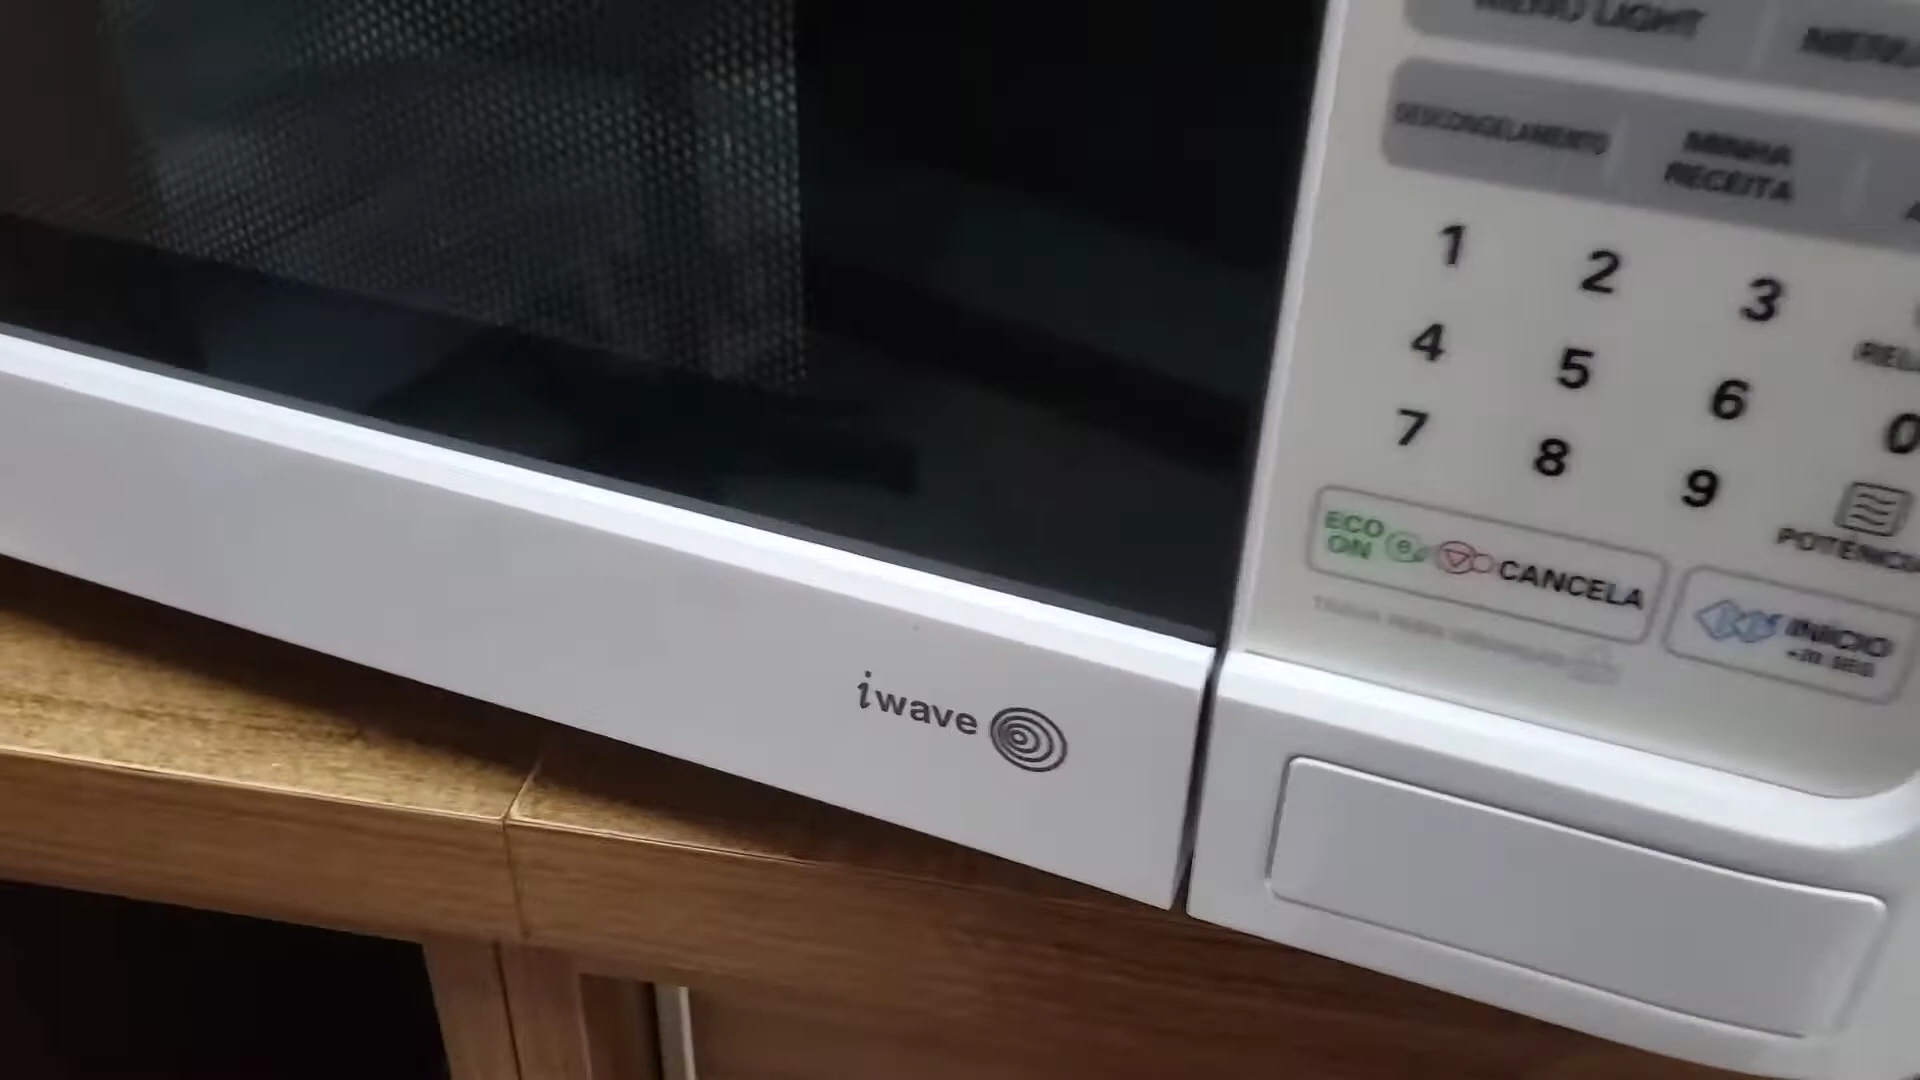 MENU LIGHT
DESCONGELAMENTO
MINHA
RECEITA
1 2 3
4 5 6
7 8 9 0
POTÊNCIA
ECO
ON
CANCELA
INÍCIO
i wave